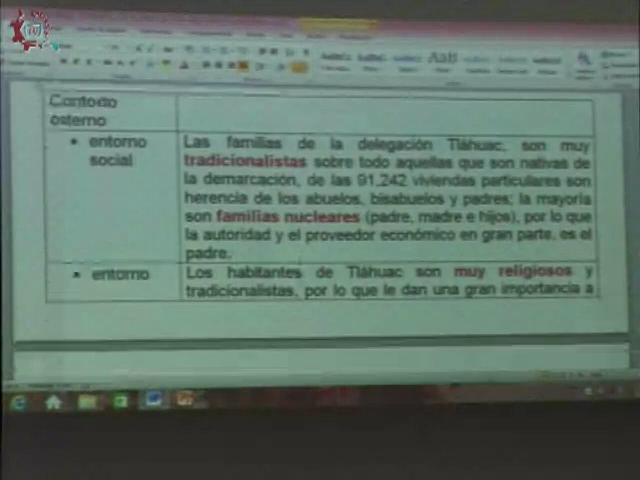 Contexto
externo
• entorno
social
Las familias de la delegación Tláhuac, son muy
tradicionalistas sobre todo aquellas que son nativas de
la demarcación, de las 91,242 viviendas particulares son
herencia de los abuelos, bisabuelos y padres; la mayoría
son familias nucleares (padre, madre e hijos), por lo que
la autoridad y el proveedor económico en gran parte, es el
padre.
• entorno
Los habitantes de Tláhuac son muy religiosos y
tradicionalistas, por lo que le dan una gran importancia a